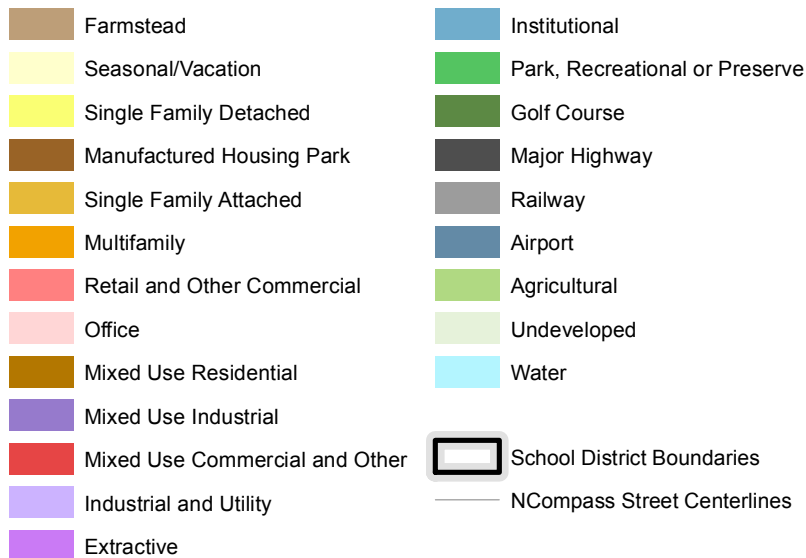 Farmstead
Seasonal/Vacation
Single Family Detached
Manufactured Housing Park
Single Family Attached
Multifamily
Retail and Other Commercial
Office
Mixed Use Residential
Mixed Use Industrial
Mixed Use Commercial and Other
Industrial and Utility
Extractive
Institutional
Park, Recreational or Preserve
Golf Course
Major Highway
Railway
Airport
Agricultural
Undeveloped
Water
School District Boundaries
NCompass Street Centerlines